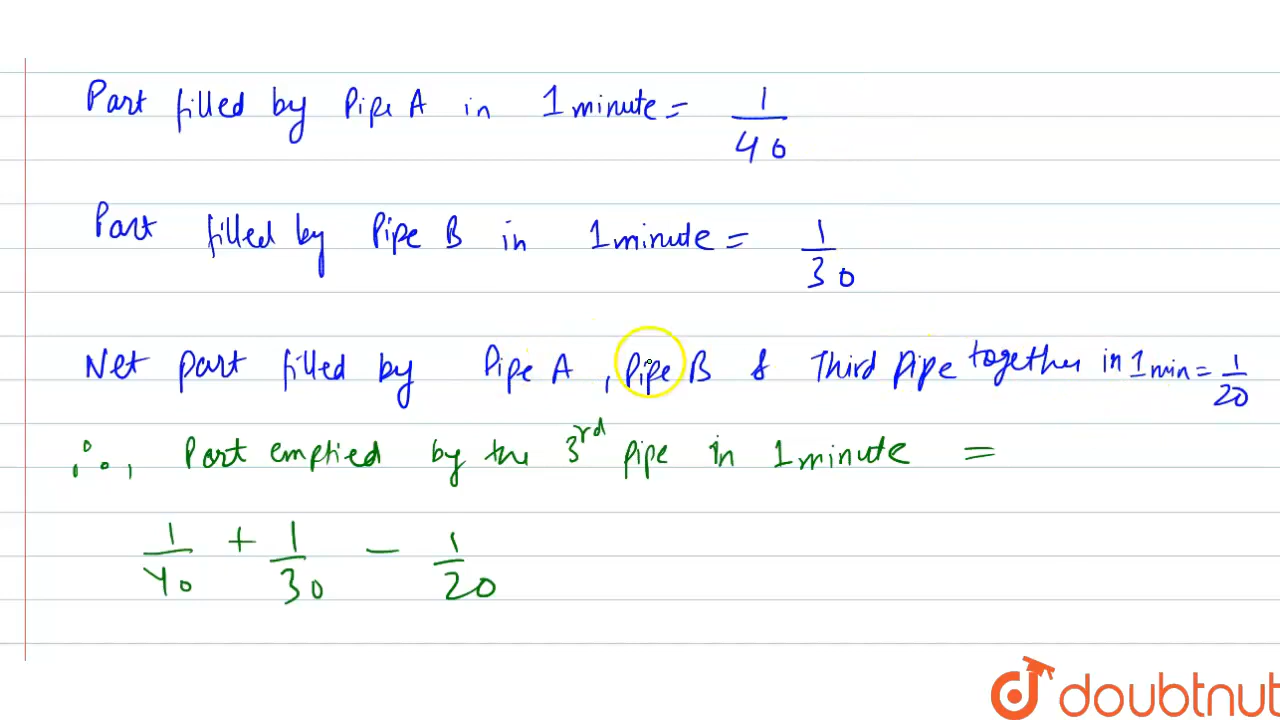 Part filled by Pipe A in 1 minute = 1/40
Part filled by Pipe B in 1 minute = 1/30
Net part filled by Pipe A, Pipe B & Third pipe together in 1 min = 1/20
∴, Part emptied by the 3rd pipe in 1 minute =
1/40 + 1/30 - 1/20
doubtnut